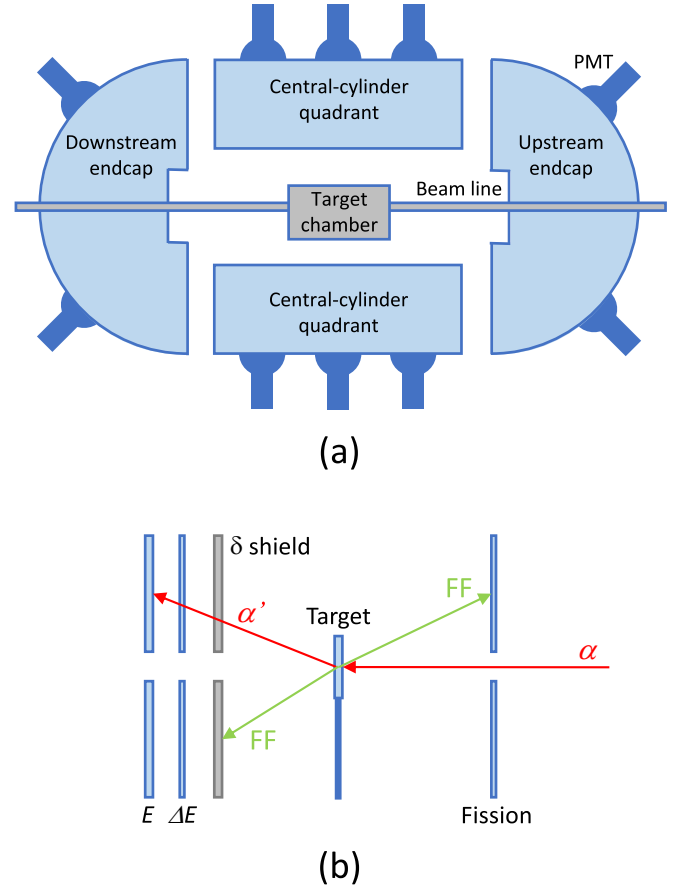 PMT
Central-cylinder
quadrant
Downstream
endcap
Upstream
endcap
Beam line
Target
chamber
Central-cylinder
quadrant
(a)
δ shield
FF
α’
Target
α
FF
E ΔE
Fission
(b)